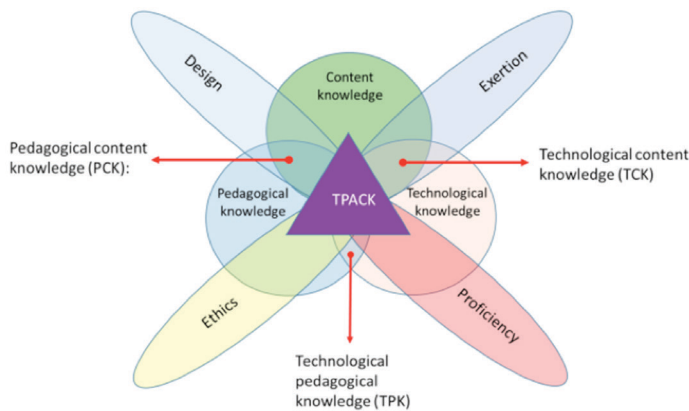 Design
Content
knowledge
Exertion
Pedagogical content
knowledge (PCK):
Technological content
knowledge (TCK)
Pedagogical
knowledge
TPACK
Technological
knowledge
Ethics
Proficiency
Technological
pedagogical
knowledge (TPK)